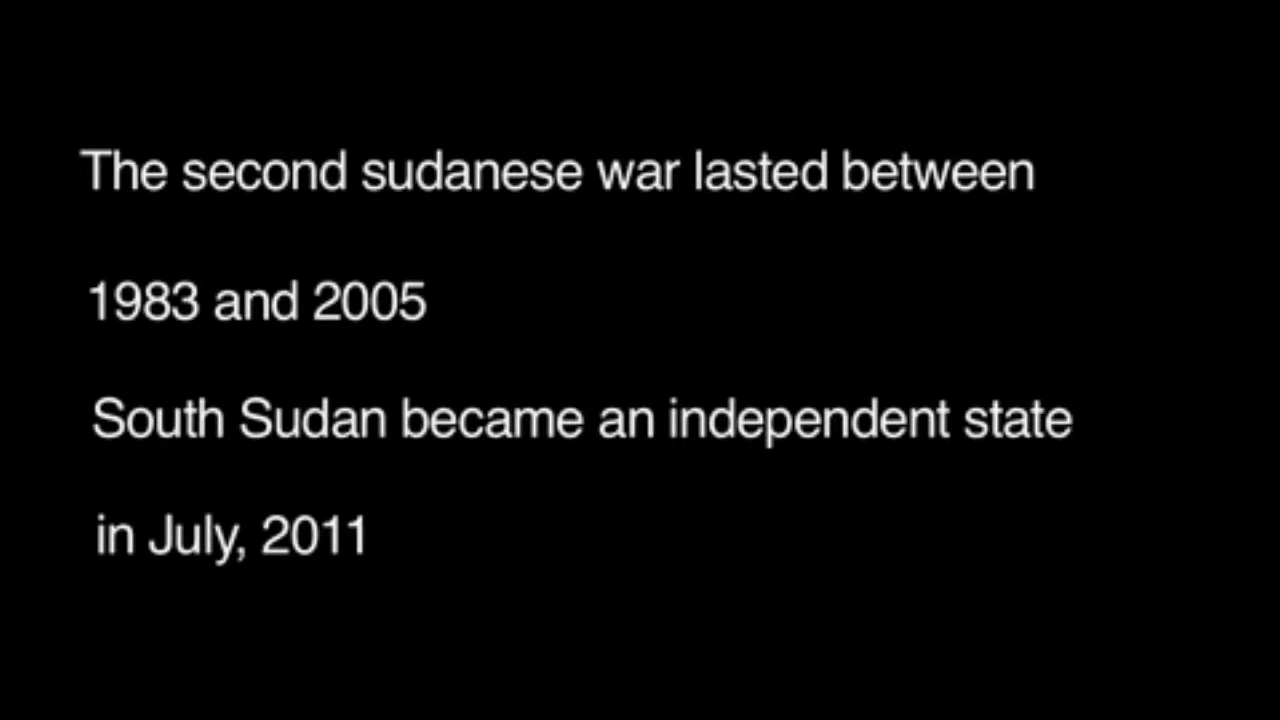 The second sudanese war lasted between
1983 and 2005
South Sudan became an independent state
in July, 2011